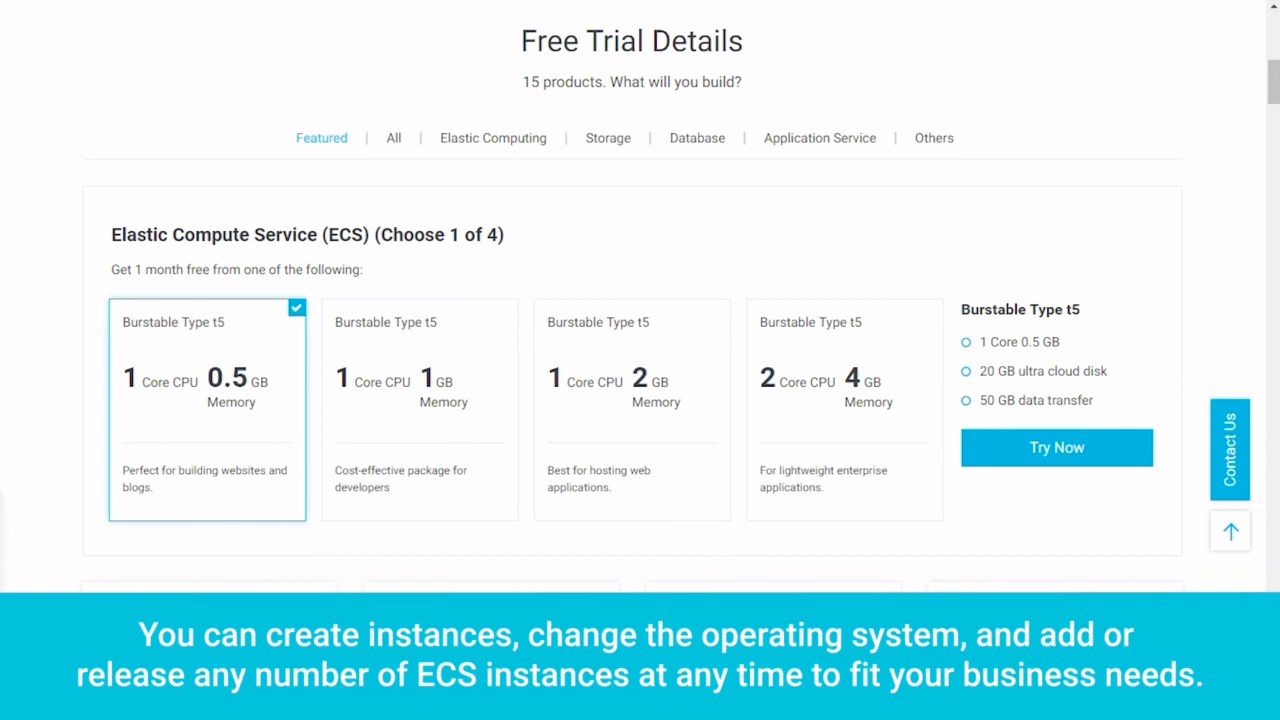 Free Trial Details
15 products. What will you build?
Featured | All | Elastic Computing | Storage | Database | Application Service | Others
Elastic Compute Service (ECS) (Choose 1 of 4)
Get 1 month free from one of the following:
Burstable Type t5
1 Core CPU 0.5 GB
Memory
Perfect for building websites and
blogs.
Burstable Type t5
1 Core CPU 1 GB
Memory
Cost-effective package for
developers
Burstable Type t5
1 Core CPU 2 GB
Memory
Best for hosting web
applications.
Burstable Type t5
2 Core CPU 4 GB
Memory
For lightweight enterprise
applications.
Burstable Type t5
1 Core 0.5 GB
20 GB ultra cloud disk
50 GB data transfer
Try Now
Contact Us
You can create instances, change the operating system, and add or
release any number of ECS instances at any time to fit your business needs.